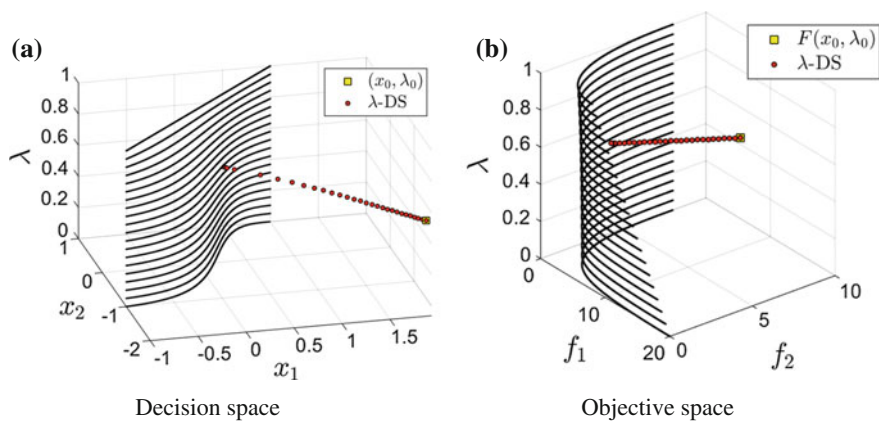 (a)
(x₀, λ₀)
λ-DS
1
0.8
0.6
0.4
0.2
0
λ
1
0
-1
-2
x₂
-1
-0.5
0
0.5
1
1.5
x₁
Decision space
(b)
F(x₀, λ₀)
λ-DS
1
0.8
0.6
0.4
0.2
0
λ
0
10
20
f₁
0
5
10
f₂
Objective space